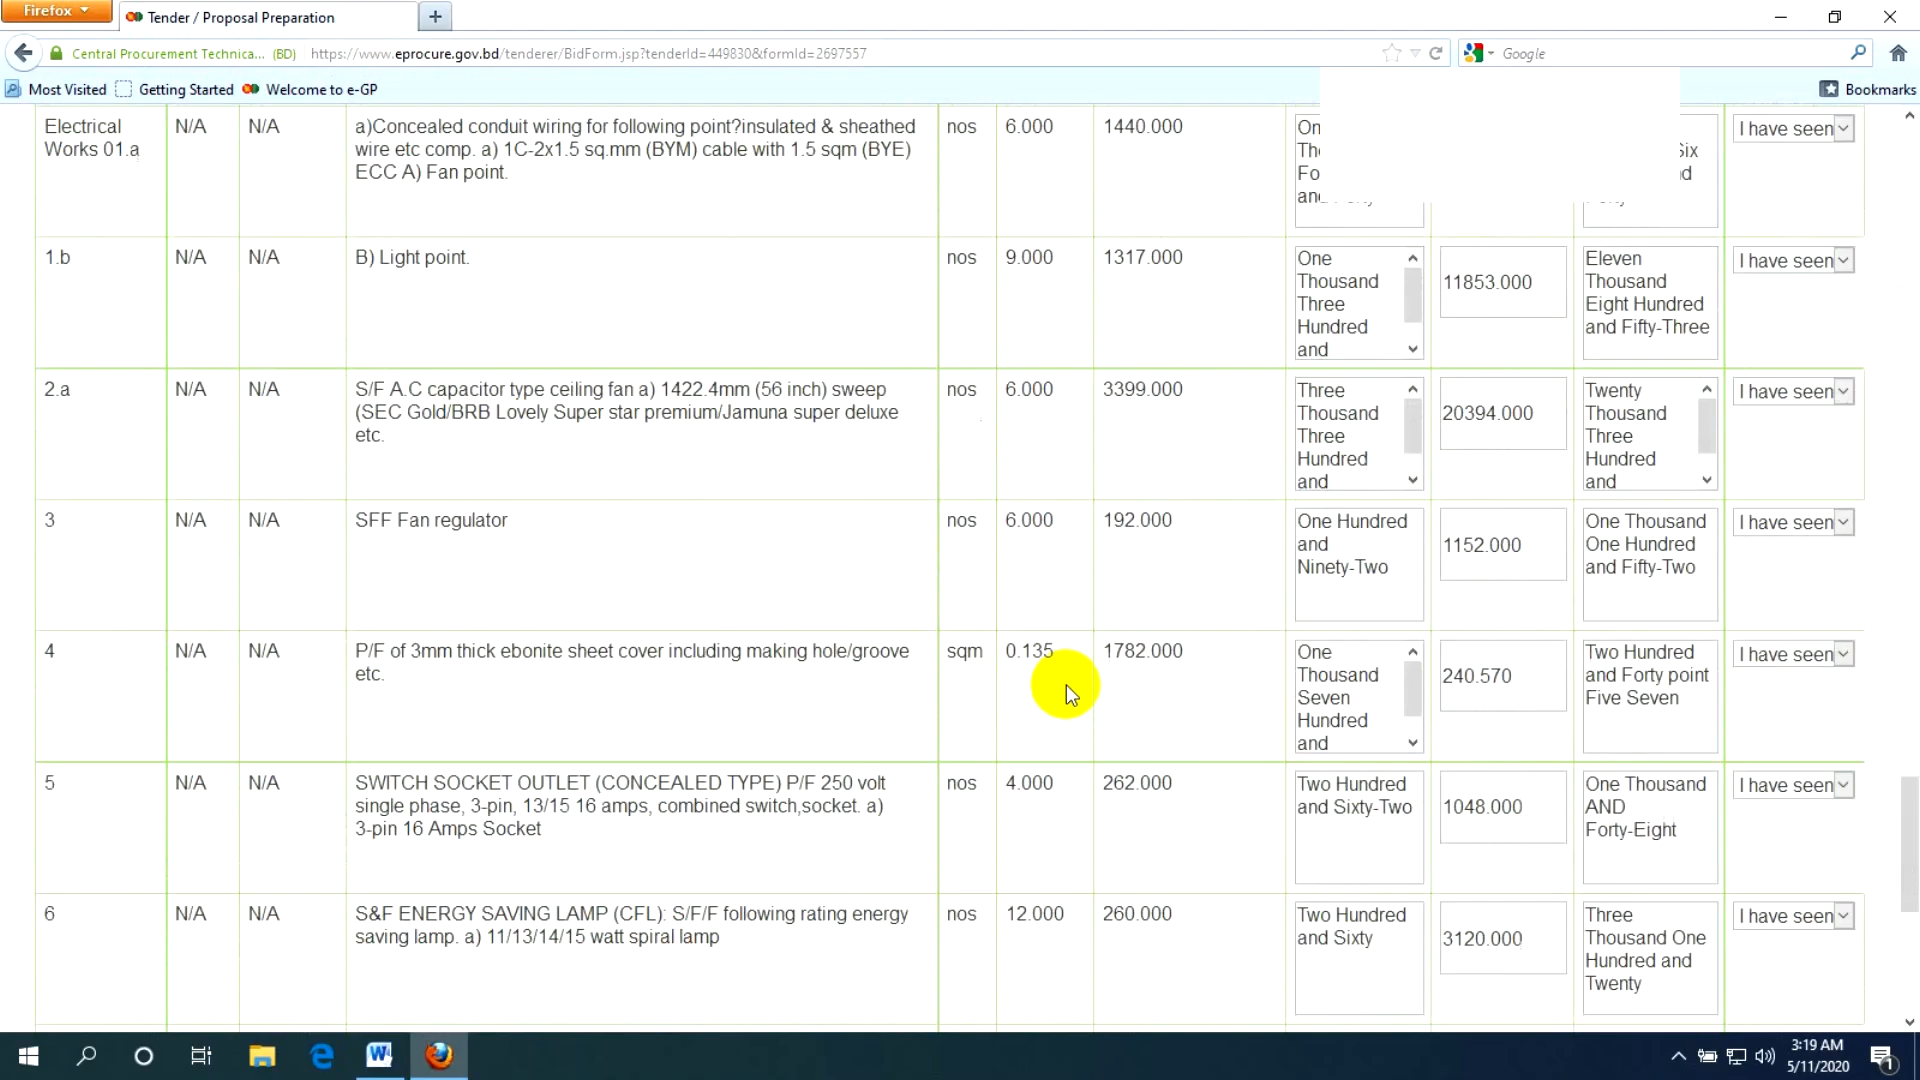 Firefox
Tender / Proposal Preparation
Central Procurement Technica... (BD)
https://www.eprocure.gov.bd/tenderer/BidForm.jsp?tenderId=449830&formId=2697557
Google
Most Visited
Getting Started
Welcome to e-GP
Bookmarks
Electrical
Works 01.a
N/A
N/A
a)Concealed conduit wiring for following point?insulated & sheathed
wire etc comp. a) 1C-2x1.5 sq.mm (BYM) cable with 1.5 sqm (BYE)
ECC A) Fan point.
nos
6.000
1440.000
I have seen
1.b
N/A
N/A
B) Light point.
nos
9.000
1317.000
One
Thousand
Three
Hundred
and
11853.000
Eleven
Thousand
Eight Hundred
and Fifty-Three
I have seen
2.a
N/A
N/A
S/F A.C capacitor type ceiling fan a) 1422.4mm (56 inch) sweep
(SEC Gold/BRB Lovely Super star premium/Jamuna super deluxe
etc.
nos
6.000
3399.000
Three
Thousand
Three
Hundred
and
20394.000
Twenty
Thousand
Three
Hundred
and
I have seen
3
N/A
N/A
SFF Fan regulator
nos
6.000
192.000
One Hundred
and
Ninety-Two
1152.000
One Thousand
One Hundred
and Fifty-Two
I have seen
4
N/A
N/A
P/F of 3mm thick ebonite sheet cover including making hole/groove
etc.
sqm
0.135
1782.000
One
Thousand
Seven
Hundred
and
240.570
Two Hundred
and Forty point
Five Seven
I have seen
5
N/A
N/A
SWITCH SOCKET OUTLET (CONCEALED TYPE) P/F 250 volt
single phase, 3-pin, 13/15 16 amps, combined switch,socket. a)
3-pin 16 Amps Socket
nos
4.000
262.000
Two Hundred
and Sixty-Two
1048.000
One Thousand
AND
Forty-Eight
I have seen
6
N/A
N/A
S&F ENERGY SAVING LAMP (CFL): S/F/F following rating energy
saving lamp. a) 11/13/14/15 watt spiral lamp
nos
12.000
260.000
Two Hundred
and Sixty
3120.000
Three
Thousand One
Hundred and
Twenty
I have seen
3:19 AM
5/11/2020
1